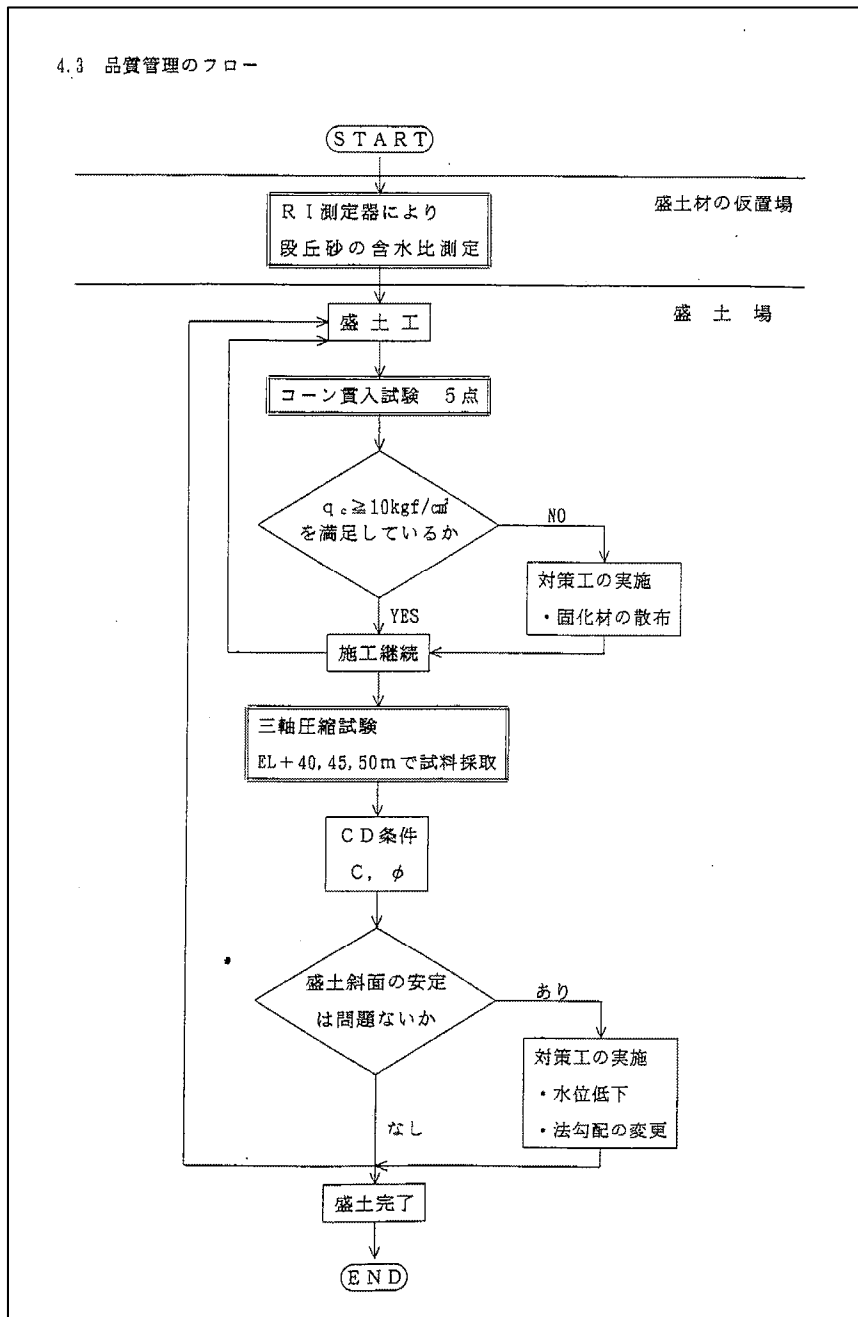 4.3 品質管理のフロー
START
盛土材の仮置場
RI測定器により
段丘砂の含水比測定
盛土場
盛土工
コーン貫入試験 5点
qc≧10kgf/c㎡
を満足しているか
NO
対策工の実施
・固化材の散布
YES
施工継続
三軸圧縮試験
EL+40,45,50mで試料採取
CD条件
C, φ
盛土斜面の安定
は問題ないか
あり
対策工の実施
・水位低下
・法勾配の変更
なし
盛土完了
END